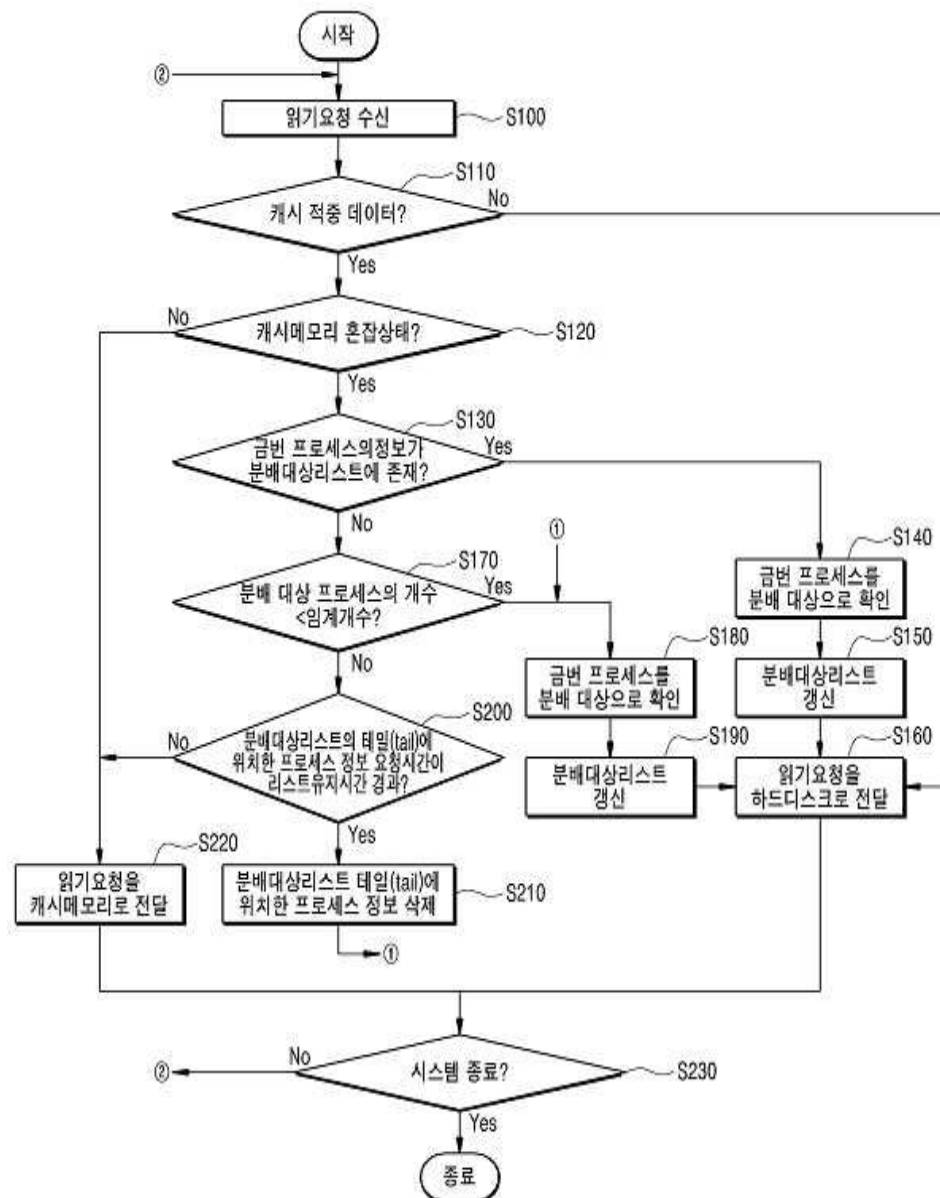 시작
②
읽기요청 수신
S100
S110
캐시 적중 데이터?
No
Yes
No
캐시메모리 혼잡상태?
S120
Yes
S130
금번 프로세스의정보가
분배대상리스트에 존재?
Yes
No
①
S170
분배 대상 프로세스의 개수
<임계개수?
Yes
No
S140
금번 프로세스를
분배 대상으로 확인
S180
금번 프로세스를
분배 대상으로 확인
S150
분배대상리스트
갱신
S200
No
분배대상리스트의 테일(tail)에
위치한 프로세스 정보 요청시간이
리스트유지시간 경과?
Yes
S190
분배대상리스트
갱신
S160
읽기요청을
하드디스크로 전달
S220
읽기요청을
캐시메모리로 전달
분배대상리스트 테일(tail)에
위치한 프로세스 정보 삭제
S210
①
②
No
시스템 종료?
S230
Yes
종료